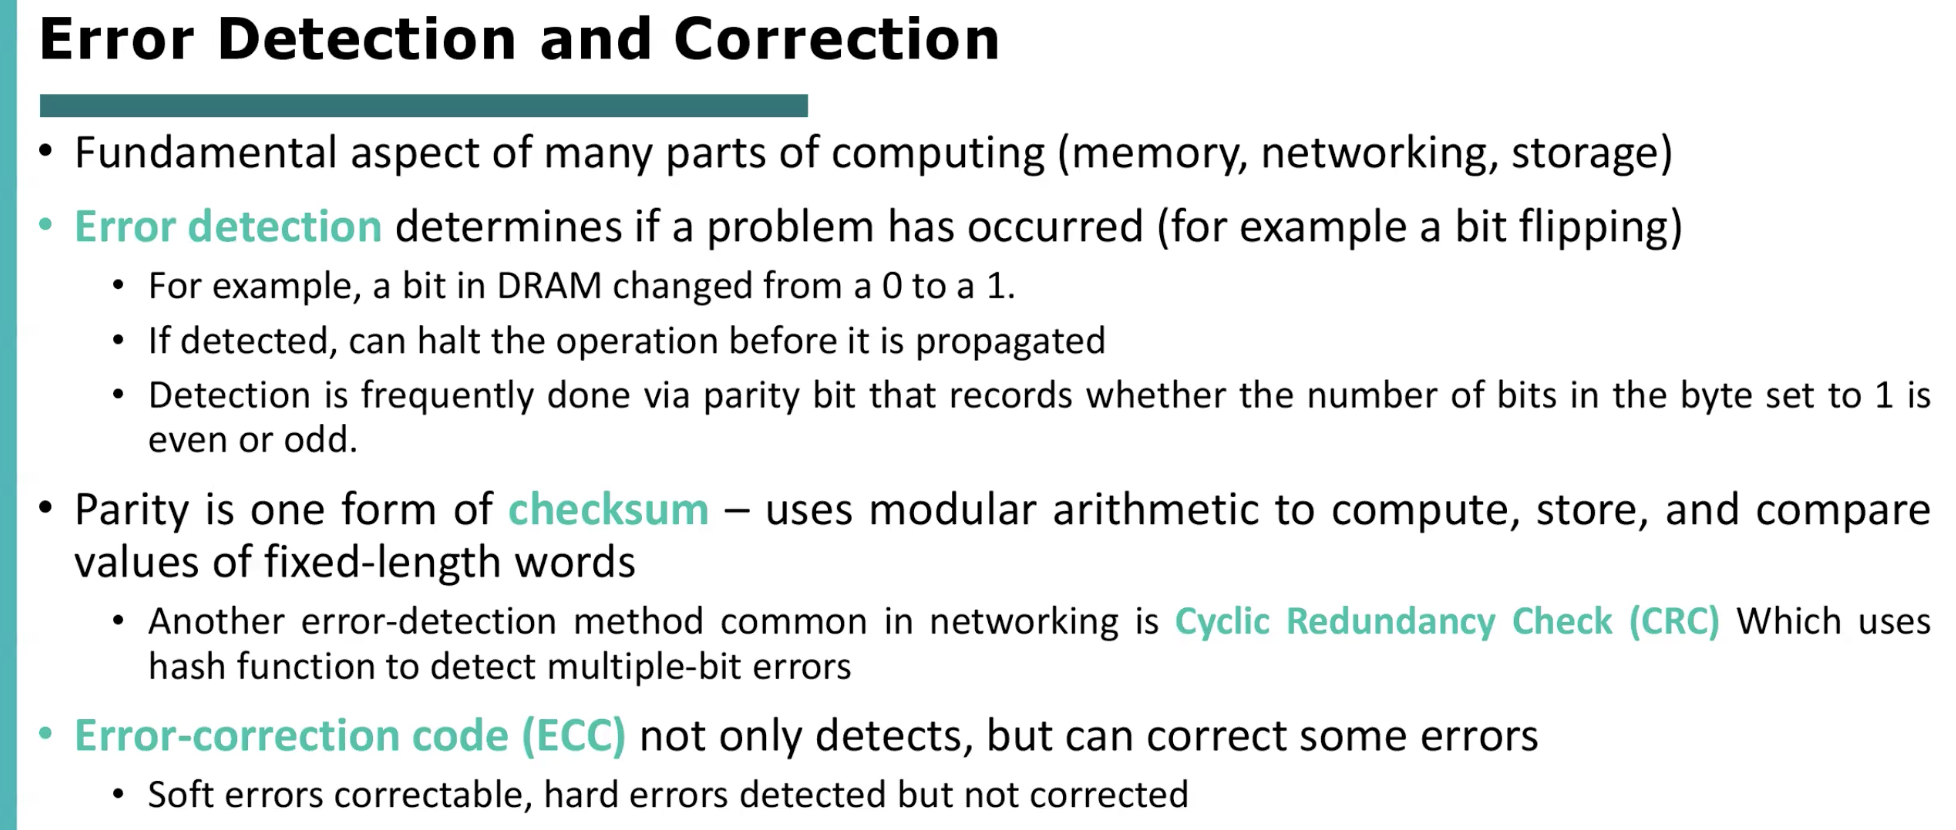 Error Detection and Correction
• Fundamental aspect of many parts of computing (memory, networking, storage)
• Error detection determines if a problem has occurred (for example a bit flipping)
• For example, a bit in DRAM changed from a 0 to a 1.
• If detected, can halt the operation before it is propagated
• Detection is frequently done via parity bit that records whether the number of bits in the byte set to 1 is
even or odd.
• Parity is one form of checksum – uses modular arithmetic to compute, store, and compare
values of fixed-length words
• Another error-detection method common in networking is Cyclic Redundancy Check (CRC) Which uses
hash function to detect multiple-bit errors
• Error-correction code (ECC) not only detects, but can correct some errors
• Soft errors correctable, hard errors detected but not corrected